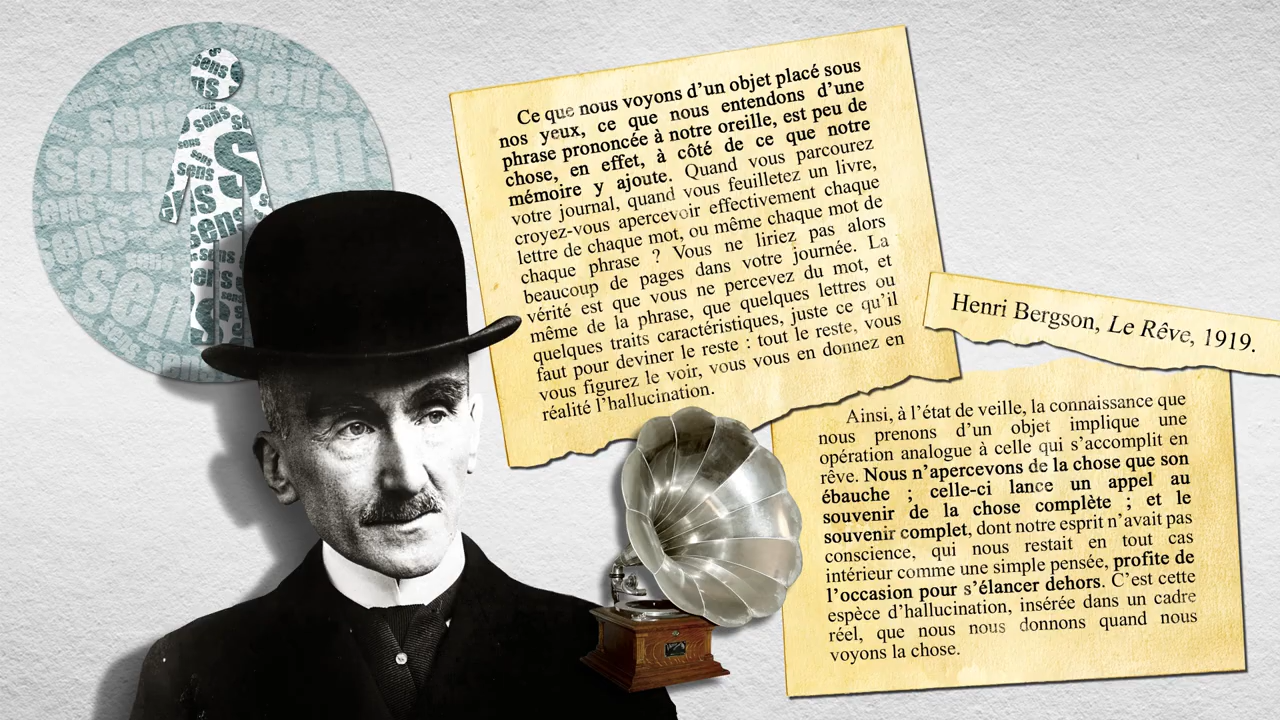 sens
Ce que nous voyons d'un objet placé sous
nos yeux, ce que nous entendons d'une
phrase prononcée à notre oreille, est peu de
chose, en effet, à côté de ce que notre
mémoire y ajoute. Quand vous parcourez
votre journal, quand vous feuilletez un livre,
croyez-vous apercevoir effectivement chaque
lettre de chaque mot, ou même chaque mot de
chaque phrase ? Vous ne liriez pas alors
beaucoup de pages dans votre journée. La
vérité est que vous ne percevez du mot, et
même de la phrase, que quelques lettres ou
quelques traits caractéristiques, juste ce qu'il
faut pour deviner le reste : tout le reste, vous
vous figurez le voir, vous vous en donnez en
réalité l'hallucination.
Henri Bergson, Le Rêve, 1919.
Ainsi, à l'état de veille, la connaissance que
nous prenons d'un objet implique une
opération analogue à celle qui s'accomplit en
rêve. Nous n'apercevons de la chose que son
ébauche ; celle-ci lance un appel au
souvenir de la chose complète ; et le
souvenir complet, dont notre esprit n'avait pas
conscience, qui nous restait en tout cas
intérieur comme une simple pensée, profite de
l'occasion pour s'élancer dehors. C'est cette
espèce d'hallucination, insérée dans un cadre
réel, que nous nous donnons quand nous
voyons la chose.